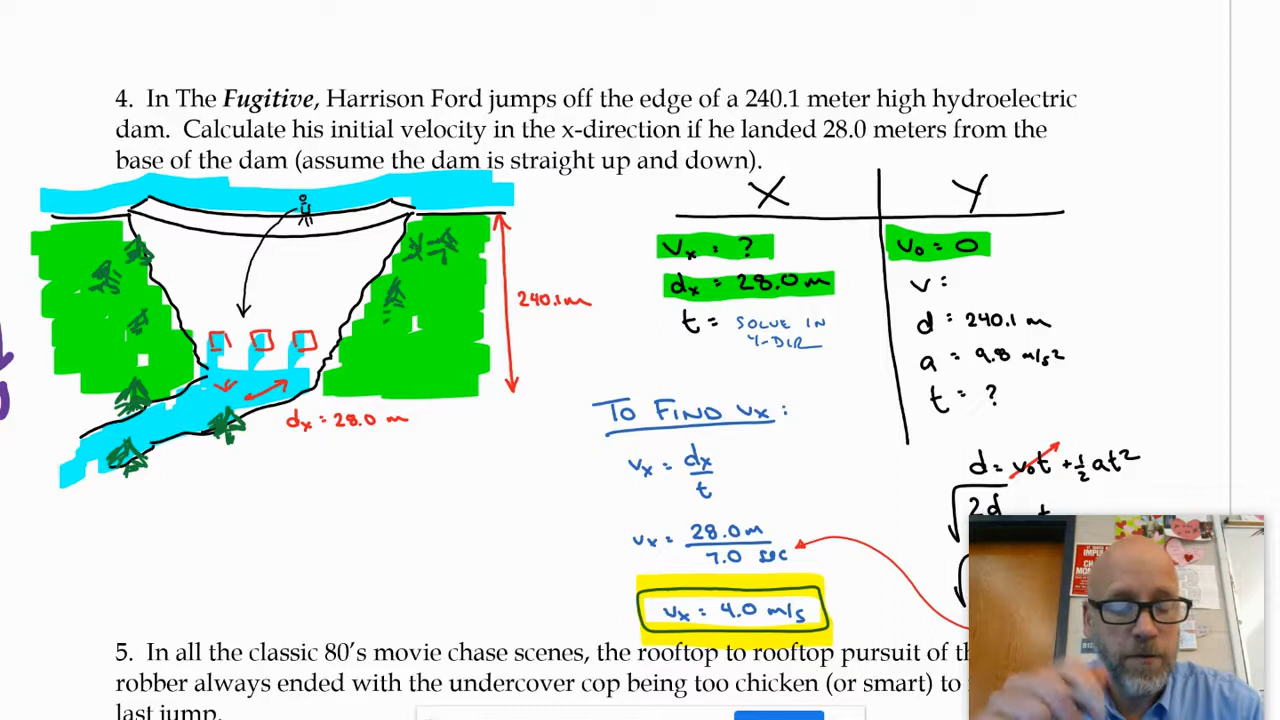 4. In The Fugitive, Harrison Ford jumps off the edge of a 240.1 meter high hydroelectric
dam. Calculate his initial velocity in the x-direction if he landed 28.0 meters from the
base of the dam (assume the dam is straight up and down).
X
Y
Vx = ?
dx = 28.0 m
t = SOLVE IN
Y-DIR
v₀ = 0
v =
d = 240.1 m
a = 9.8 m/s²
t = ?
240.1m
dx = 28.0 m
TO FIND Vx:
vx = dx/t
vx = 28.0 m / 7.0 sec
vx = 4.0 m/s
d = v₀t + ½at²
√2d
t
5. In all the classic 80's movie chase scenes, the rooftop to rooftop pursuit of
robber always ended with the undercover cop being too chicken (or smart) to
last jump.